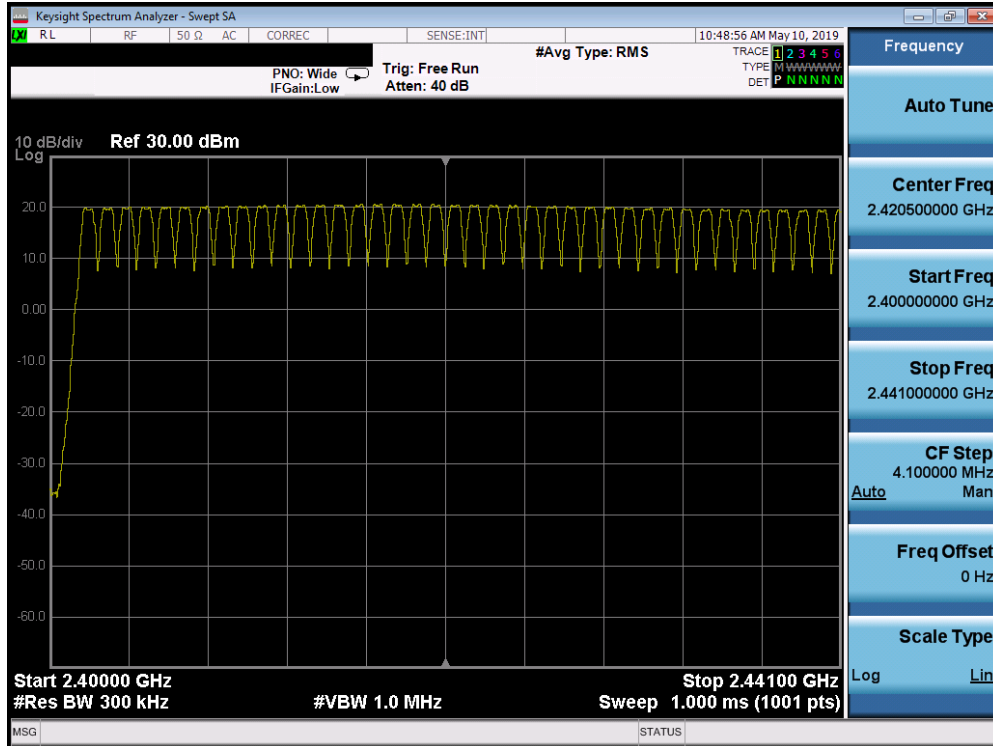 Keysight Spectrum Analyzer - Swept SA
LXI RL RF 50 Ω AC CORREC SENSE:INT 10:48:56 AM May 10, 2019
#Avg Type: RMS
TRACE 1 2 3 4 5 6
PNO: Wide Trig: Free Run TYPE M WWWWW
IFGain:Low Atten: 40 dB DET P N N N N N
10 dB/div Ref 30.00 dBm
Log
20.0
10.0
0.00
-10.0
-20.0
-30.0
-40.0
-50.0
-60.0
Start 2.40000 GHz Stop 2.44100 GHz
#Res BW 300 kHz #VBW 1.0 MHz Sweep 1.000 ms (1001 pts)
MSG STATUS
Frequency
Auto Tune
Center Freq
2.420500000 GHz
Start Freq
2.400000000 GHz
Stop Freq
2.441000000 GHz
CF Step
4.100000 MHz
Auto Man
Freq Offset
0 Hz
Scale Type
Log Lin